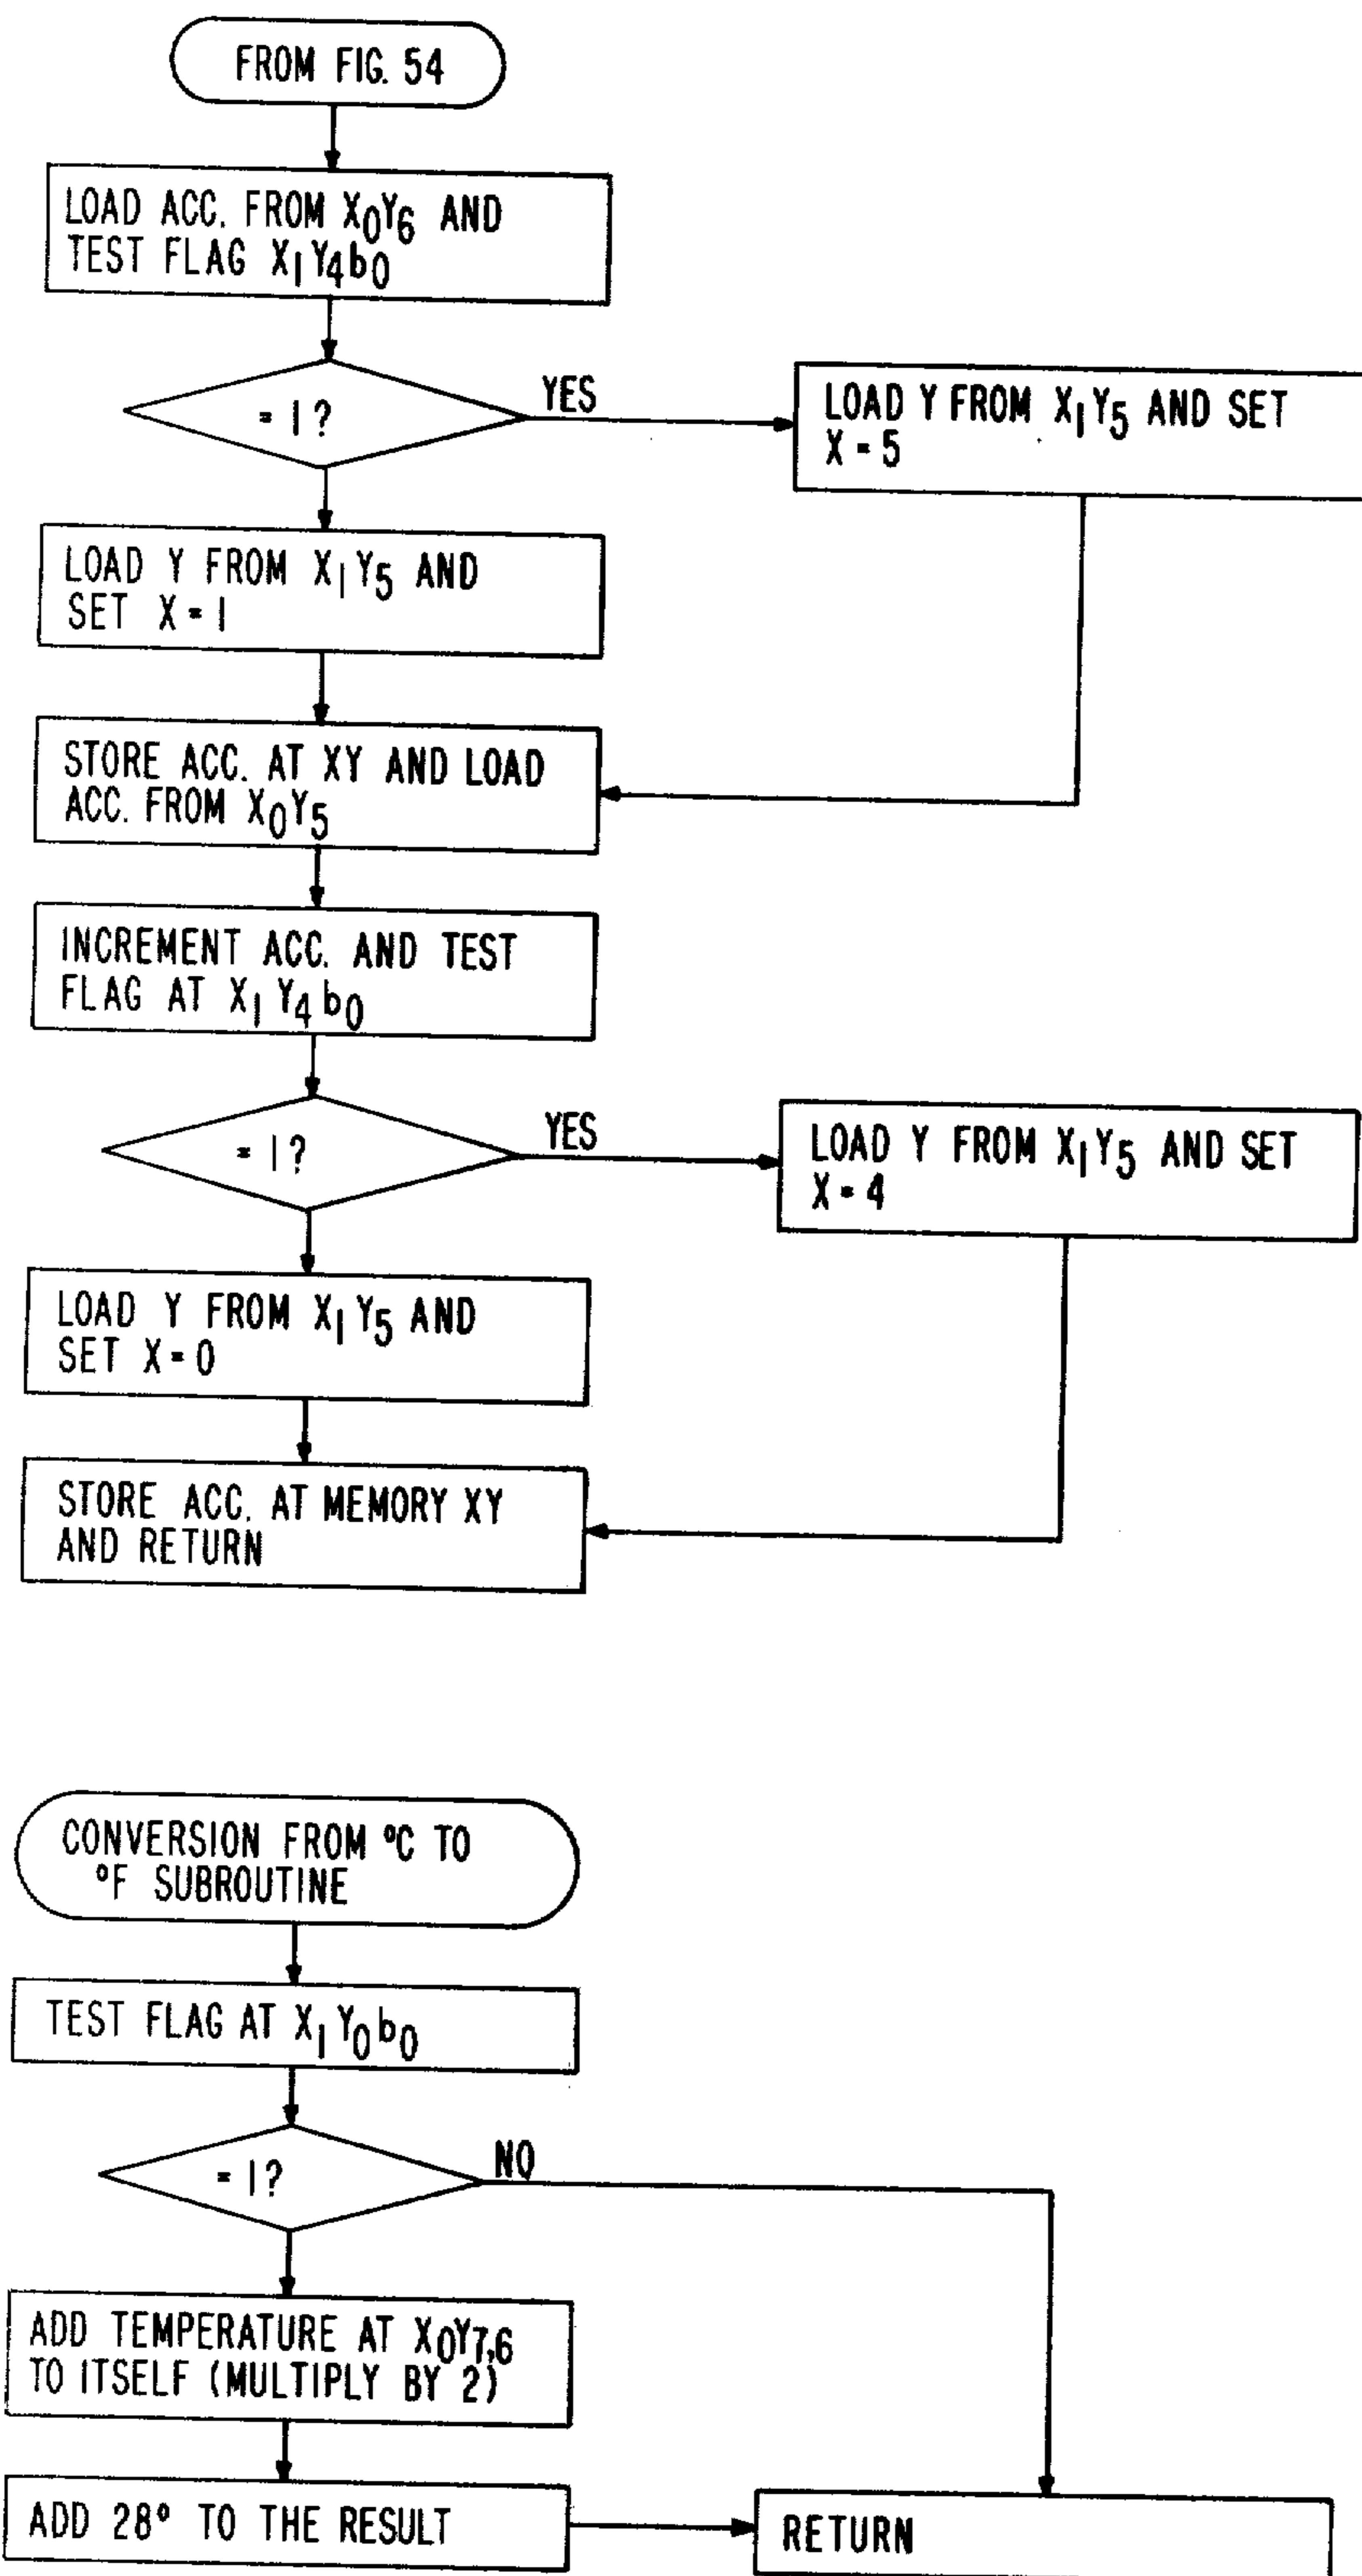 FROM FIG. 54
LOAD ACC. FROM X₀Y₆ AND
TEST FLAG X₁Y₄b₀
= 1?
YES
LOAD Y FROM X₁Y₅ AND SET
X = 5
LOAD Y FROM X₁Y₅ AND
SET X = 1
STORE ACC. AT XY AND LOAD
ACC. FROM X₀Y₅
INCREMENT ACC. AND TEST
FLAG AT X₁Y₄b₀
= 1?
YES
LOAD Y FROM X₁Y₅ AND SET
X = 4
LOAD Y FROM X₁Y₅ AND
SET X = 0
STORE ACC. AT MEMORY XY
AND RETURN
CONVERSION FROM °C TO
°F SUBROUTINE
TEST FLAG AT X₁Y₀b₀
= 1?
NO
ADD TEMPERATURE AT X₀Y₇,₆
TO ITSELF (MULTIPLY BY 2)
ADD 28° TO THE RESULT
RETURN